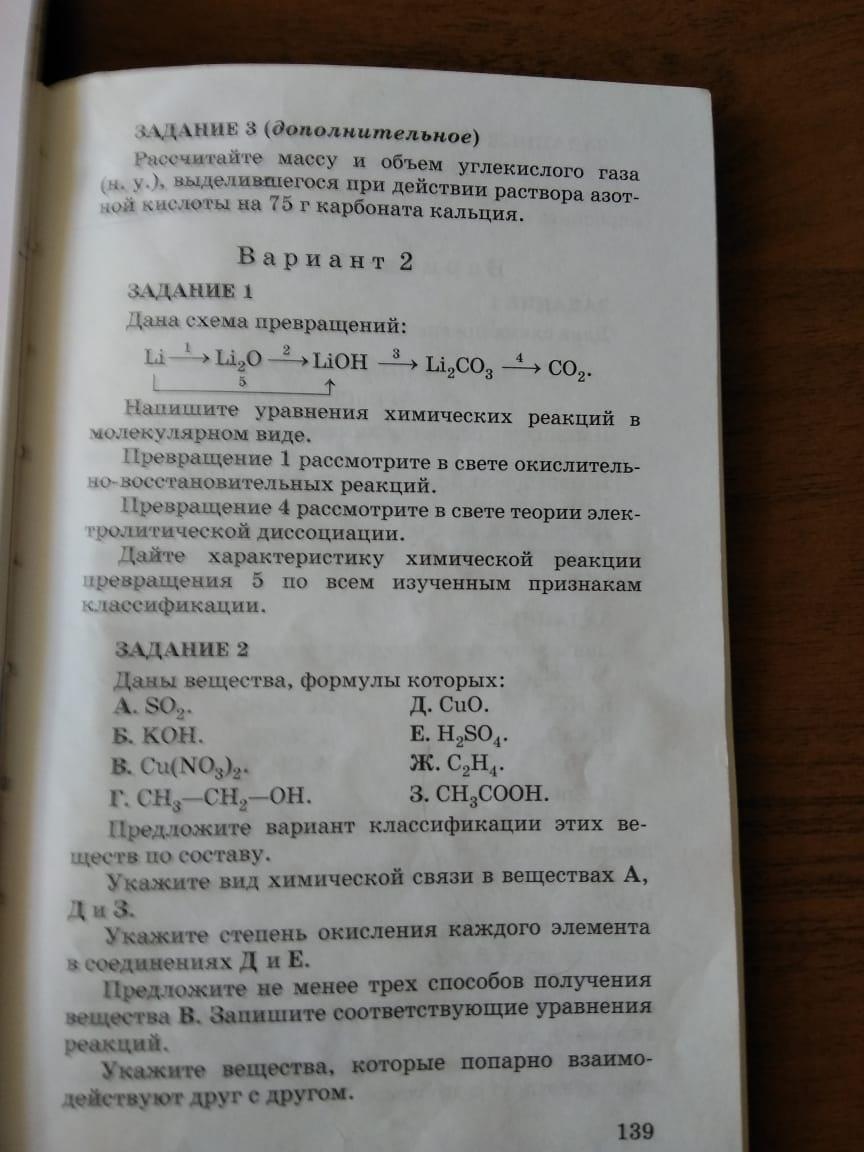 ЗАДАНИЕ 3 (дополнительное)
Рассчитайте массу и объем углекислого газа
(н. у.), выделившегося при действии раствора азот-
ной кислоты на 75 г карбоната кальция.
Вариант 2
ЗАДАНИЕ 1
Дана схема превращений:
Li —1→ Li₂O —2→ LiOH —3→ Li₂CO₃ —4→ CO₂.
5
Напишите уравнения химических реакций в
молекулярном виде.
Превращение 1 рассмотрите в свете окислитель-
но-восстановительных реакций.
Превращение 4 рассмотрите в свете теории элек-
тролитической диссоциации.
Дайте характеристику химической реакции
превращения 5 по всем изученным признакам
классификации.
ЗАДАНИЕ 2
Даны вещества, формулы которых:
А. SO₂. Д. CuO.
Б. KOH. Е. H₂SO₄.
В. Cu(NO₃)₂. Ж. C₂H₄.
Г. CH₃—CH₂—OH. З. CH₃COOH.
Предложите вариант классификации этих ве-
ществ по составу.
Укажите вид химической связи в веществах А,
Д и З.
Укажите степень окисления каждого элемента
в соединениях Д и Е.
Предложите не менее трех способов получения
вещества В. Запишите соответствующие уравнения
реакций.
Укажите вещества, которые попарно взаимо-
действуют друг с другом.
139